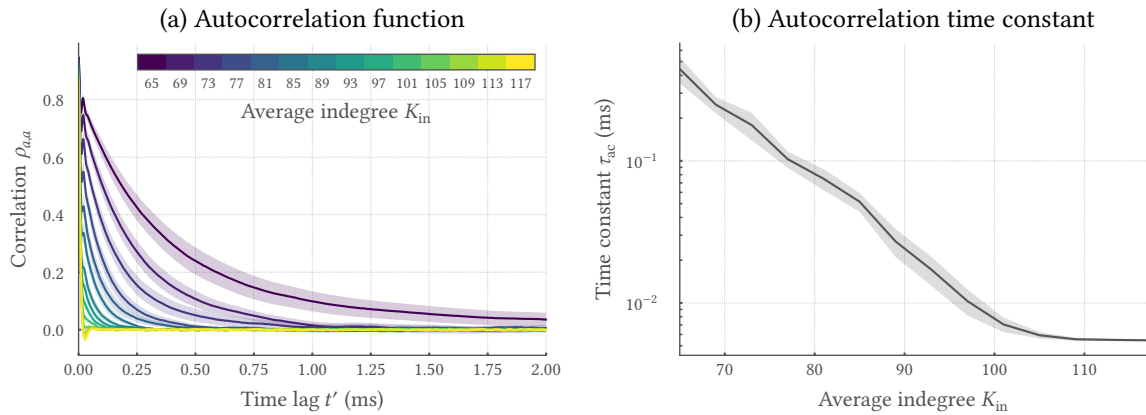 (a) Autocorrelation function
65 69 73 77 81 85 89 93 97 101 105 109 113 117
Average indegree K_in
0.8
0.6
0.4
0.2
0.0
Correlation ρ_a,a
0.00 0.25 0.50 0.75 1.00 1.25 1.50 1.75 2.00
Time lag t′ (ms)
(b) Autocorrelation time constant
10⁻¹
10⁻²
Time constant τ_ac (ms)
70 80 90 100 110
Average indegree K_in